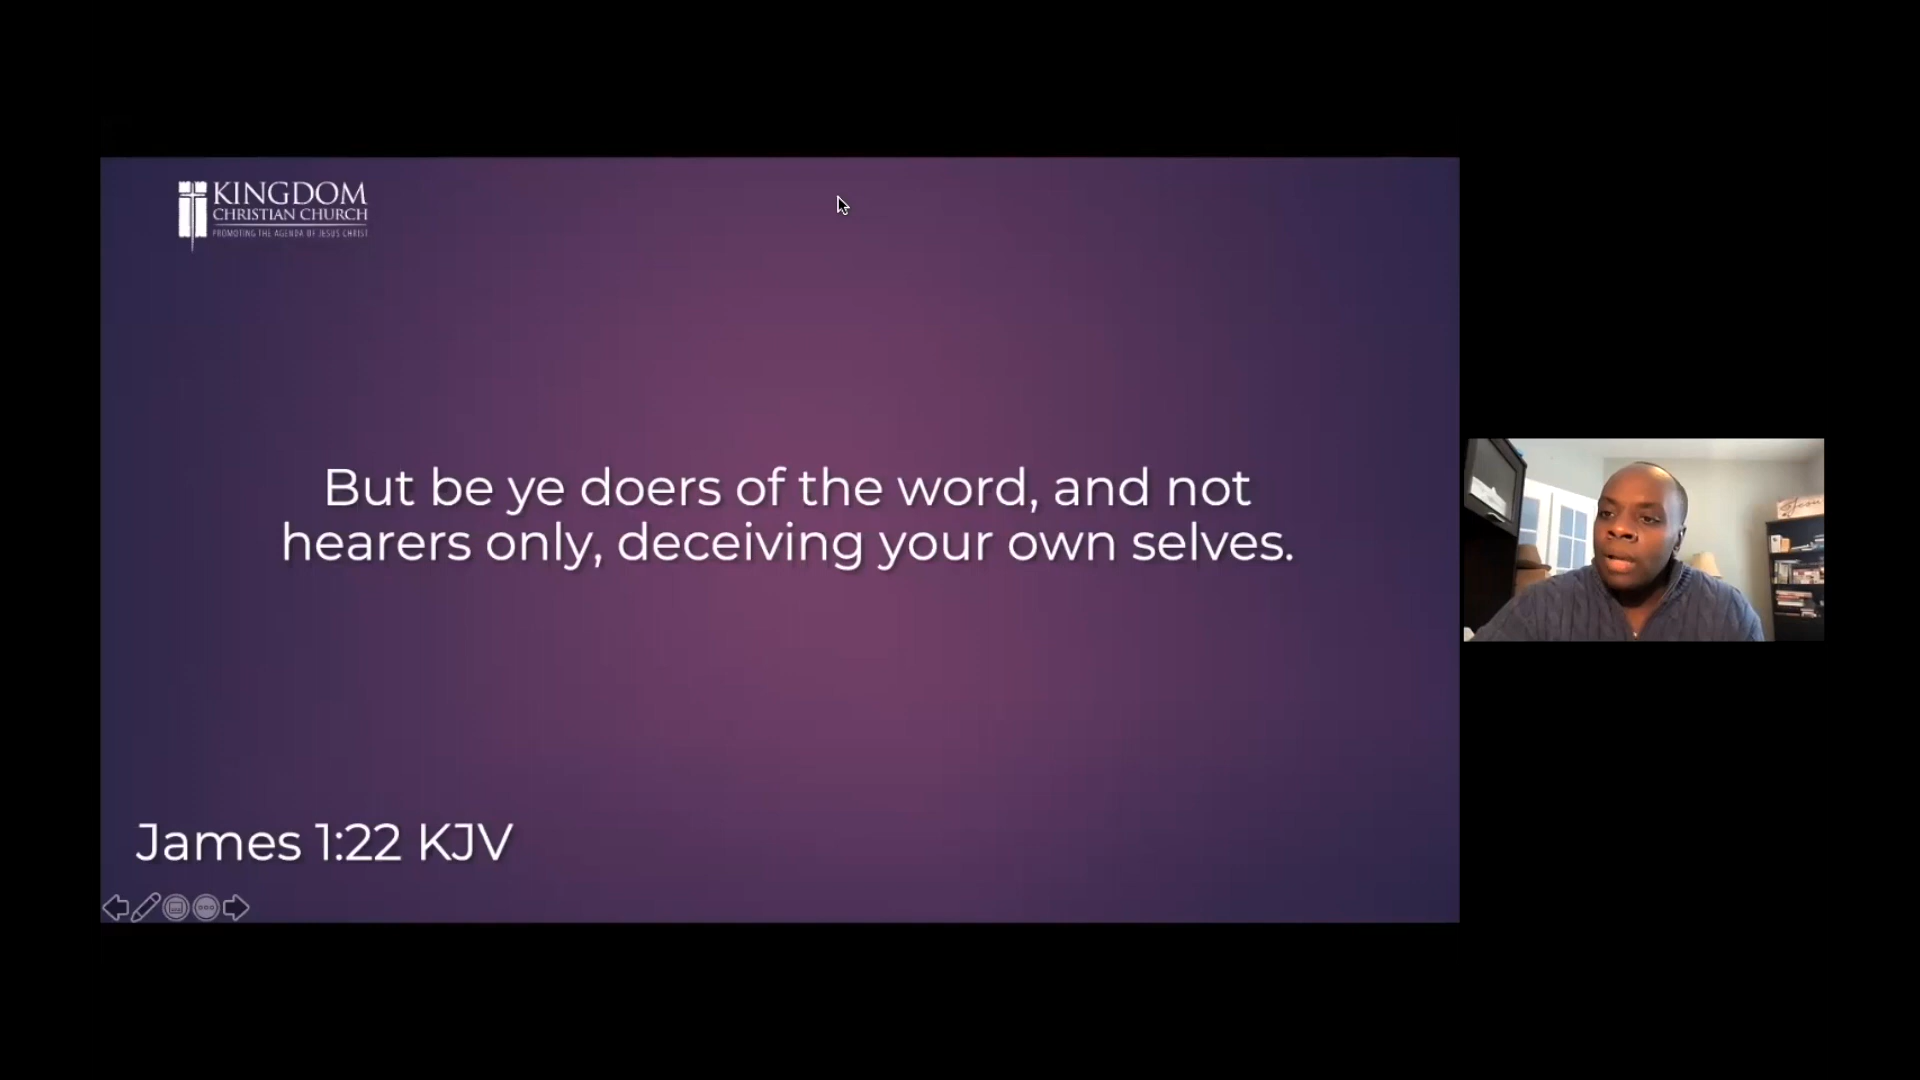 KINGDOM
CHRISTIAN CHURCH
PROMOTING THE AGENDA OF JESUS CHRIST
But be ye doers of the word, and not
hearers only, deceiving your own selves.
James 1:22 KJV